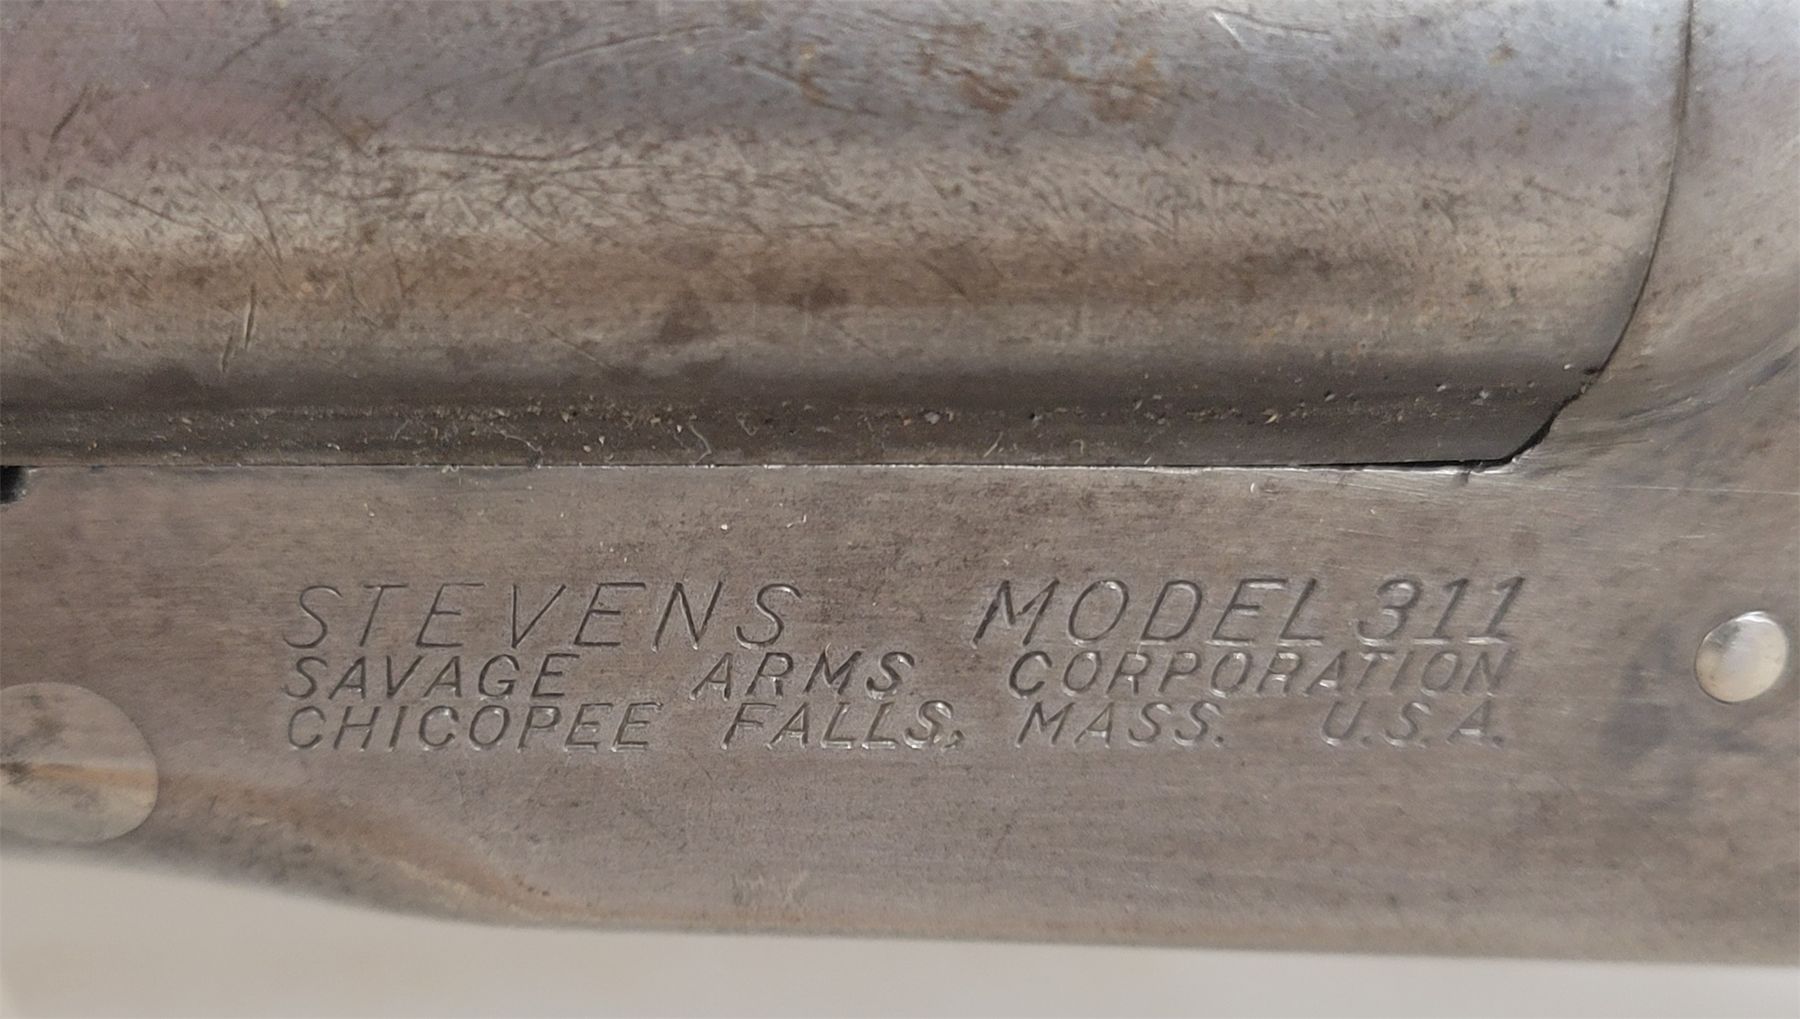 STEVENS MODEL 311
SAVAGE ARMS CORPORATION
CHICOPEE FALLS, MASS. U.S.A.